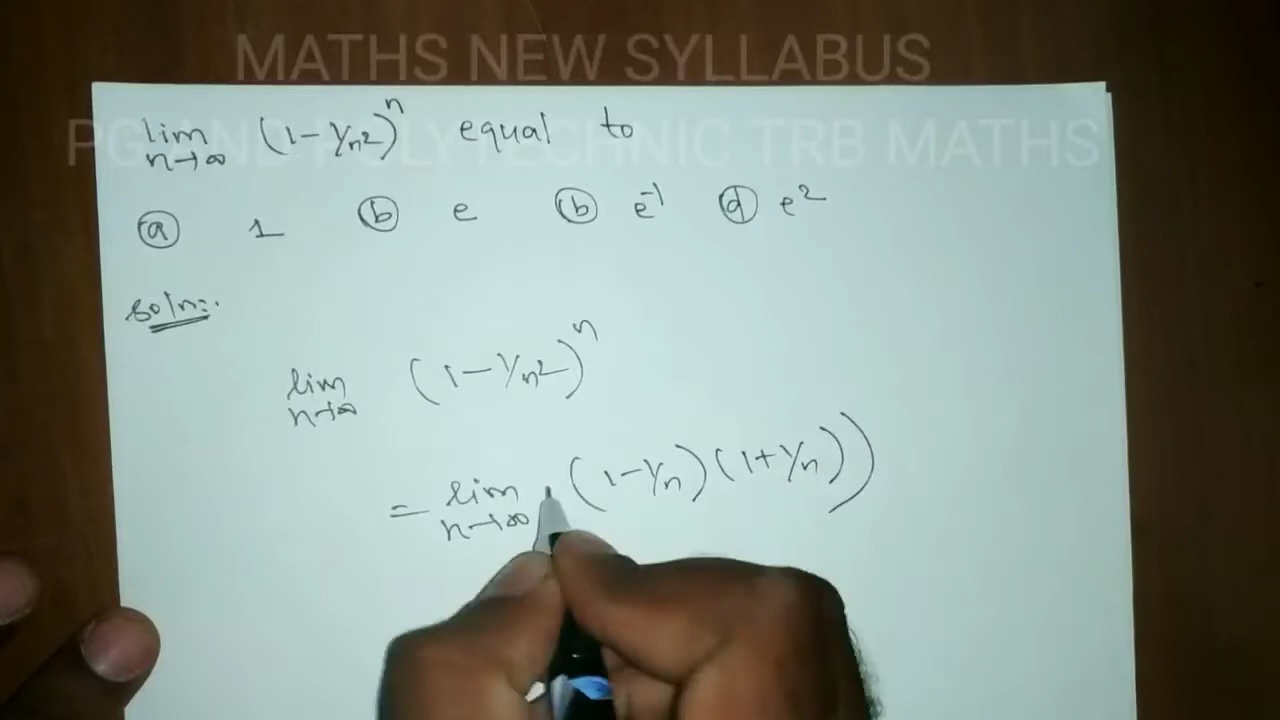 MATHS NEW SYLLABUS
PG AND POLYTECHNIC TRB MATHS
lim n→∞ (1 - 1/n²)ⁿ equal to
ⓐ 1 ⓑ e ⓑ e⁻¹ ⓓ e²
Soln:.
lim n→∞ (1 - 1/n²)ⁿ
= lim n→∞ (1 - 1/n)(1 + 1/n))